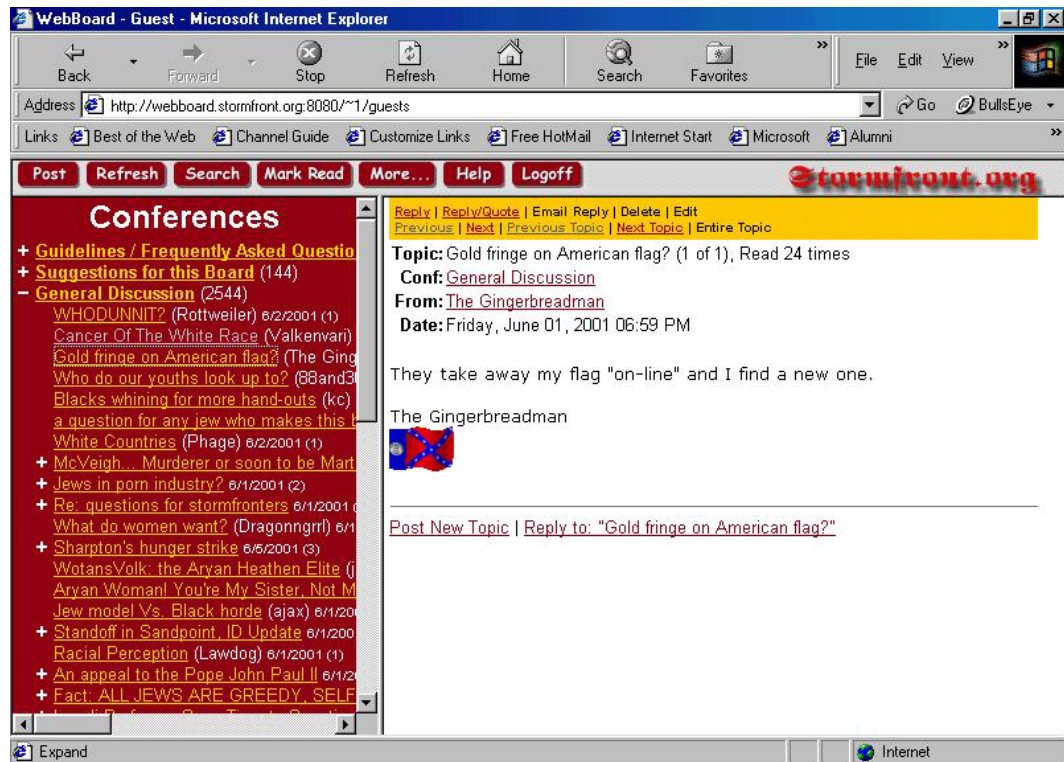 WebBoard - Guest - Microsoft Internet Explorer
Back Forward Stop Refresh Home Search Favorites » File Edit View »
Address http://webboard.stormfront.org:8080/~1/guests Go BullsEye
Links Best of the Web Channel Guide Customize Links Free HotMail Internet Start Microsoft Alumni »
Post Refresh Search Mark Read More... Help Logoff Stormfront.org
Conferences
+ Guidelines / Frequently Asked Questio
+ Suggestions for this Board (144)
− General Discussion (2544)
WHODUNNIT? (Rottweiler) 6/2/2001 (1)
Cancer Of The White Race (Valkenvari)
Gold fringe on American flag? (The Ging
Who do our youths look up to? (88and3
Blacks whining for more hand-outs (kc)
a question for any jew who makes this b
White Countries (Phage) 6/2/2001 (1)
+ McVeigh... Murderer or soon to be Mart
+ Jews in porn industry? 6/1/2001 (2)
+ Re: questions for stormfronters 6/1/2001 (
What do women want? (Dragonngrrl) 6/1
+ Sharpton's hunger strike 6/5/2001 (3)
WotansVolk: the Aryan Heathen Elite (j
Aryan Woman! You're My Sister, Not M
Jew model Vs. Black horde (ajax) 6/1/20
+ Standoff in Sandpoint, ID Update 6/1/200
Racial Perception (Lawdog) 6/1/2001 (1)
+ An appeal to the Pope John Paul II 6/1/2
+ Fact: ALL JEWS ARE GREEDY, SELF
Reply | Reply/Quote | Email Reply | Delete | Edit
Previous | Next | Previous Topic | Next Topic | Entire Topic
Topic: Gold fringe on American flag? (1 of 1), Read 24 times
Conf: General Discussion
From: The Gingerbreadman
Date: Friday, June 01, 2001 06:59 PM
They take away my flag "on-line" and I find a new one.
The Gingerbreadman
Post New Topic | Reply to: "Gold fringe on American flag?"
Expand Internet